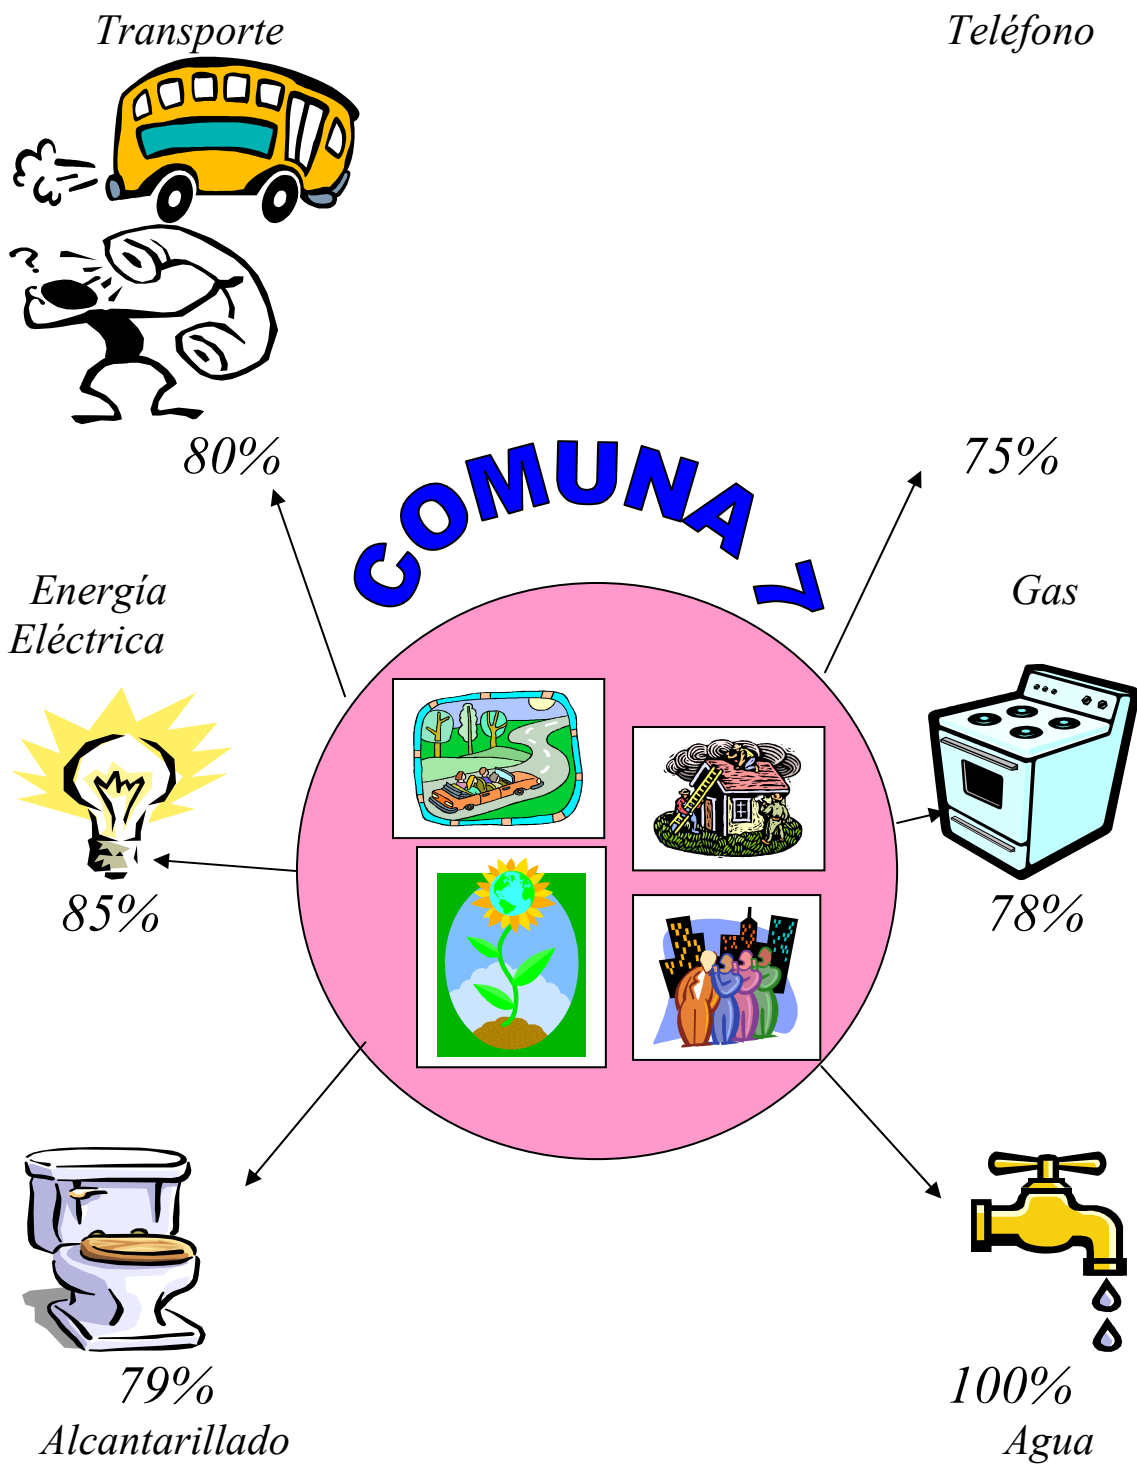 Transporte
Teléfono
?
80%
75%
COMUNA 7
Energía
Eléctrica
Gas
85%
78%
79%
100%
Alcantarillado
Agua